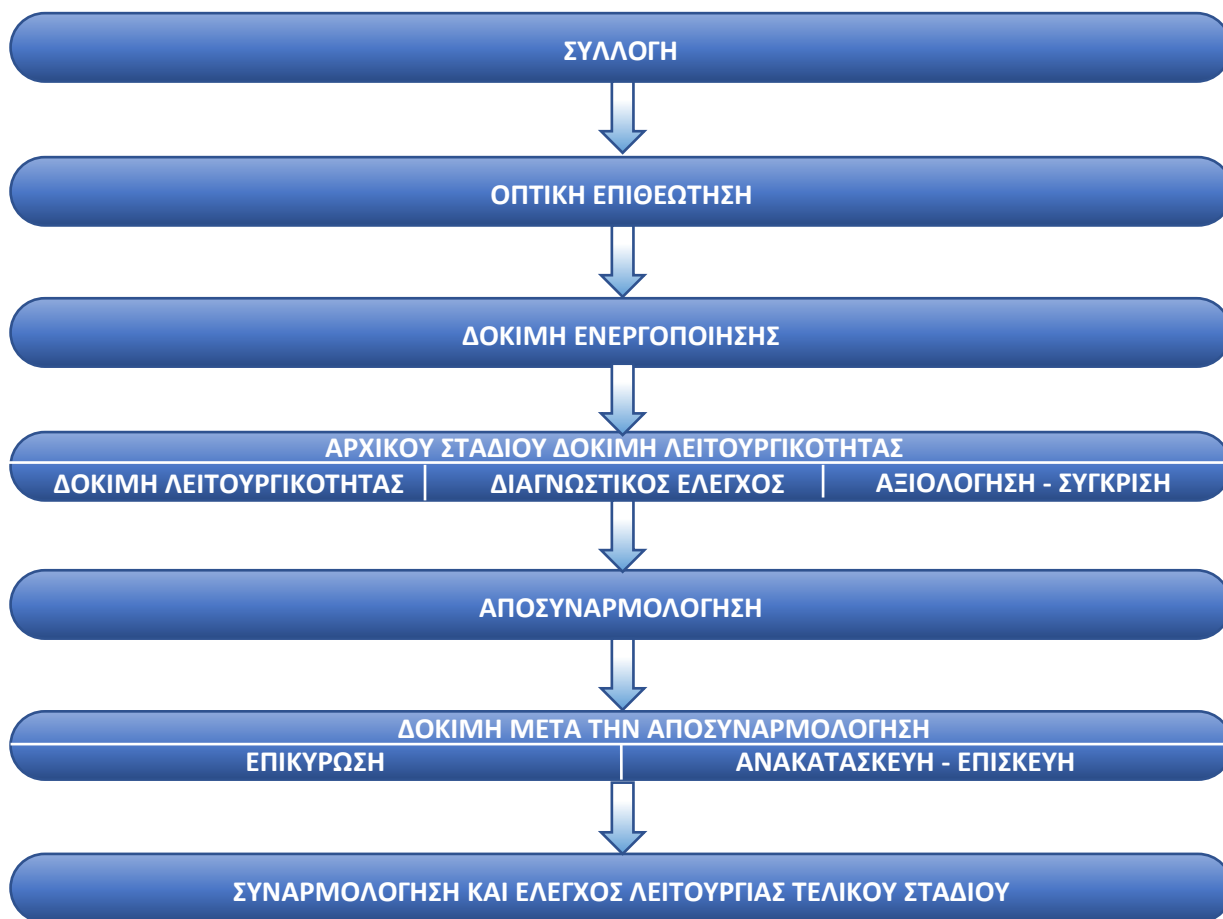 ΣΥΛΛΟΓΗ
ΟΠΤΙΚΗ ΕΠΙΘΕΩΤΗΣΗ
ΔΟΚΙΜΗ ΕΝΕΡΓΟΠΟΙΗΣΗΣ
ΑΡΧΙΚΟΥ ΣΤΑΔΙΟΥ ΔΟΚΙΜΗ ΛΕΙΤΟΥΡΓΙΚΟΤΗΤΑΣ
ΔΟΚΙΜΗ ΛΕΙΤΟΥΡΓΙΚΟΤΗΤΑΣ
ΔΙΑΓΝΩΣΤΙΚΟΣ ΕΛΕΓΧΟΣ
ΑΞΙΟΛΟΓΗΣΗ - ΣΥΓΚΡΙΣΗ
ΑΠΟΣΥΝΑΡΜΟΛΟΓΗΣΗ
ΔΟΚΙΜΗ ΜΕΤΑ ΤΗΝ ΑΠΟΣΥΝΑΡΜΟΛΟΓΗΣΗ
ΕΠΙΚΥΡΩΣΗ
ΑΝΑΚΑΤΑΣΚΕΥΗ - ΕΠΙΣΚΕΥΗ
ΣΥΝΑΡΜΟΛΟΓΗΣΗ ΚΑΙ ΕΛΕΓΧΟΣ ΛΕΙΤΟΥΡΓΙΑΣ ΤΕΛΙΚΟΥ ΣΤΑΔΙΟΥ